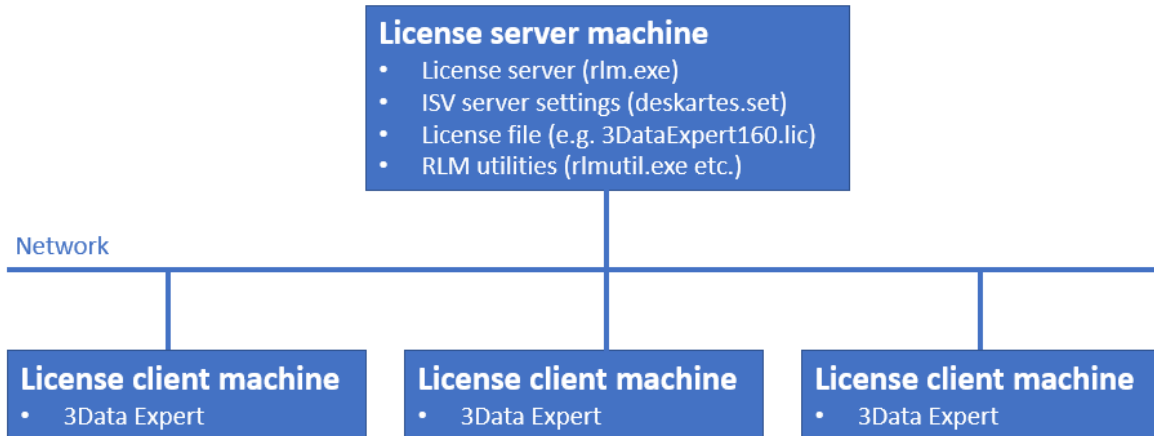 License server machine
• License server (rlm.exe)
• ISV server settings (deskartes.set)
• License file (e.g. 3DataExpert160.lic)
• RLM utilities (rlmutil.exe etc.)
Network
License client machine
• 3Data Expert
License client machine
• 3Data Expert
License client machine
• 3Data Expert